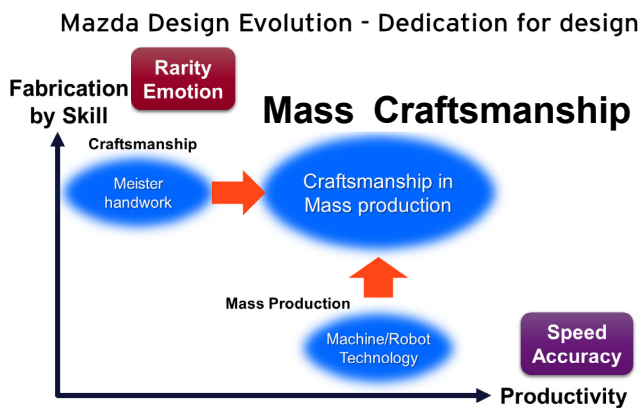 Mazda Design Evolution - Dedication for design
Rarity
Emotion
Fabrication
by Skill
Mass Craftsmanship
Craftsmanship
Meister
handwork
Craftsmanship in
Mass production
Mass Production
Machine/Robot
Technology
Speed
Accuracy
Productivity